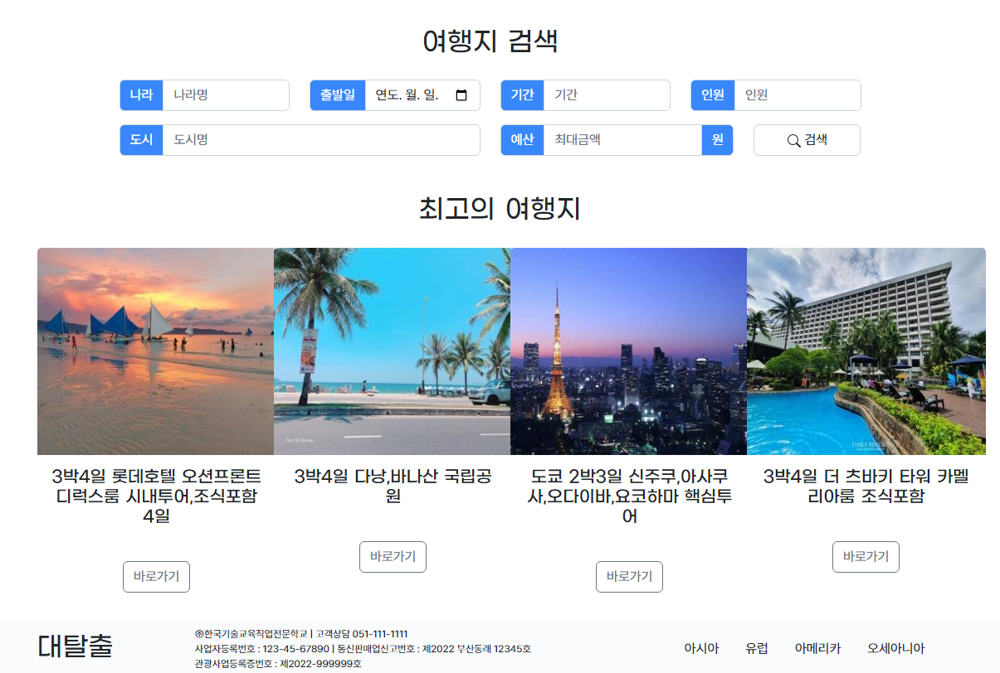 여행지 검색
나라 나라명 출발일 연도. 월. 일. 기간 기간 인원 인원
도시 도시명 예산 최대금액 원 검색
최고의 여행지
DAILY RECORD
3박4일 롯데호텔 오션프론트
디럭스룸 시내투어,조식포함
4일
바로가기
3박4일 다낭,바나산 국립공
원
바로가기
도쿄 2박3일 신주쿠,아사쿠
사,오다이바,요코하마 핵심투
어
바로가기
3박4일 더 츠바키 타워 카멜
리아룸 조식포함
바로가기
대탈출
㉿한국기술교육직업전문학교 | 고객상담 051-111-1111
사업자등록번호 : 123-45-67890 | 통신판매업신고번호 : 제2022 부산동래 12345호
관광사업등록증번호 : 제2022-999999호
아시아 유럽 아메리카 오세아니아